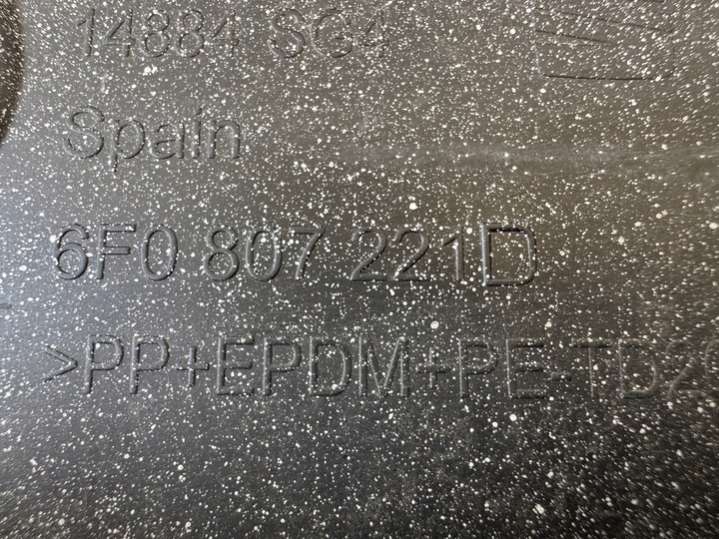 14884 SG4
Spain
6F0 807 221D
>PP+EPDM+PE-TD2